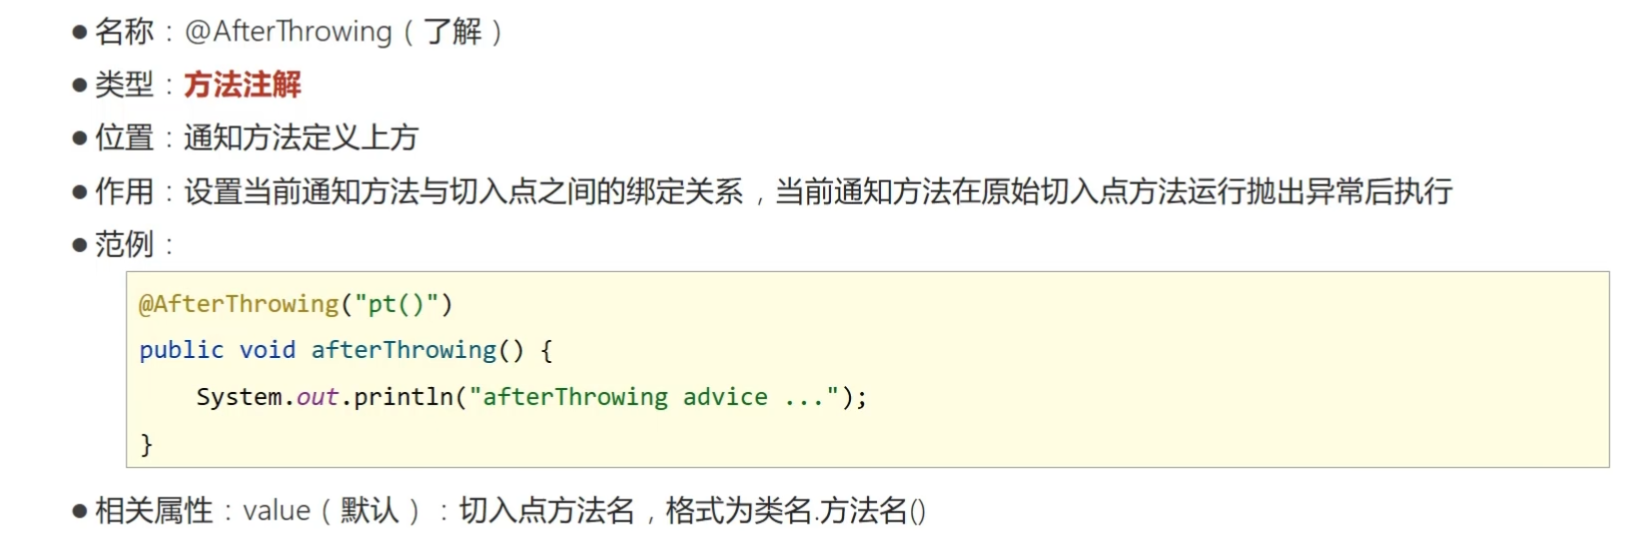 ●名称：@AfterThrowing（了解）
●类型：方法注解
●位置：通知方法定义上方
●作用：设置当前通知方法与切入点之间的绑定关系，当前通知方法在原始切入点方法运行抛出异常后执行
●范例：
@AfterThrowing("pt()")
public void afterThrowing() {
    System.out.println("afterThrowing advice ...");
}
●相关属性：value（默认）：切入点方法名，格式为类名.方法名()